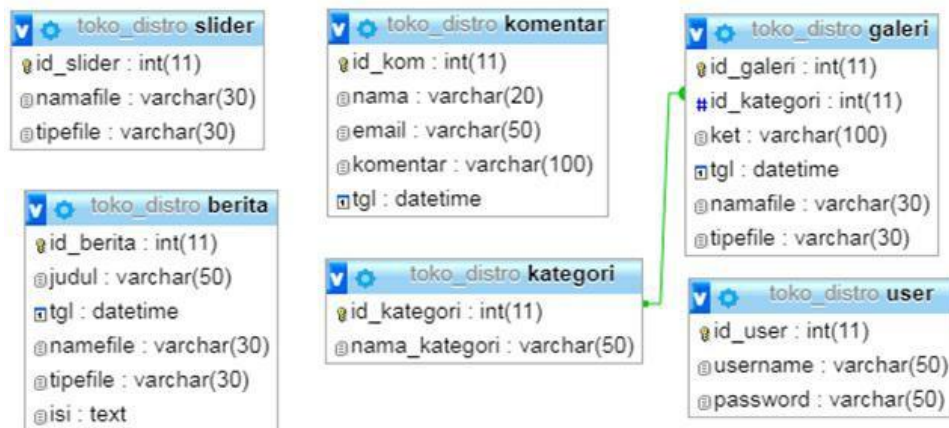 toko_distro slider
id_slider : int(11)
namafile : varchar(30)
tipefile : varchar(30)
toko_distro komentar
id_kom : int(11)
nama : varchar(20)
email : varchar(50)
komentar : varchar(100)
tgl : datetime
toko_distro galeri
id_galeri : int(11)
id_kategori : int(11)
ket : varchar(100)
tgl : datetime
namafile : varchar(30)
tipefile : varchar(30)
toko_distro berita
id_berita : int(11)
judul : varchar(50)
tgl : datetime
namefile : varchar(30)
tipefile : varchar(30)
isi : text
toko_distro kategori
id_kategori : int(11)
nama_kategori : varchar(50)
toko_distro user
id_user : int(11)
username : varchar(50)
password : varchar(50)